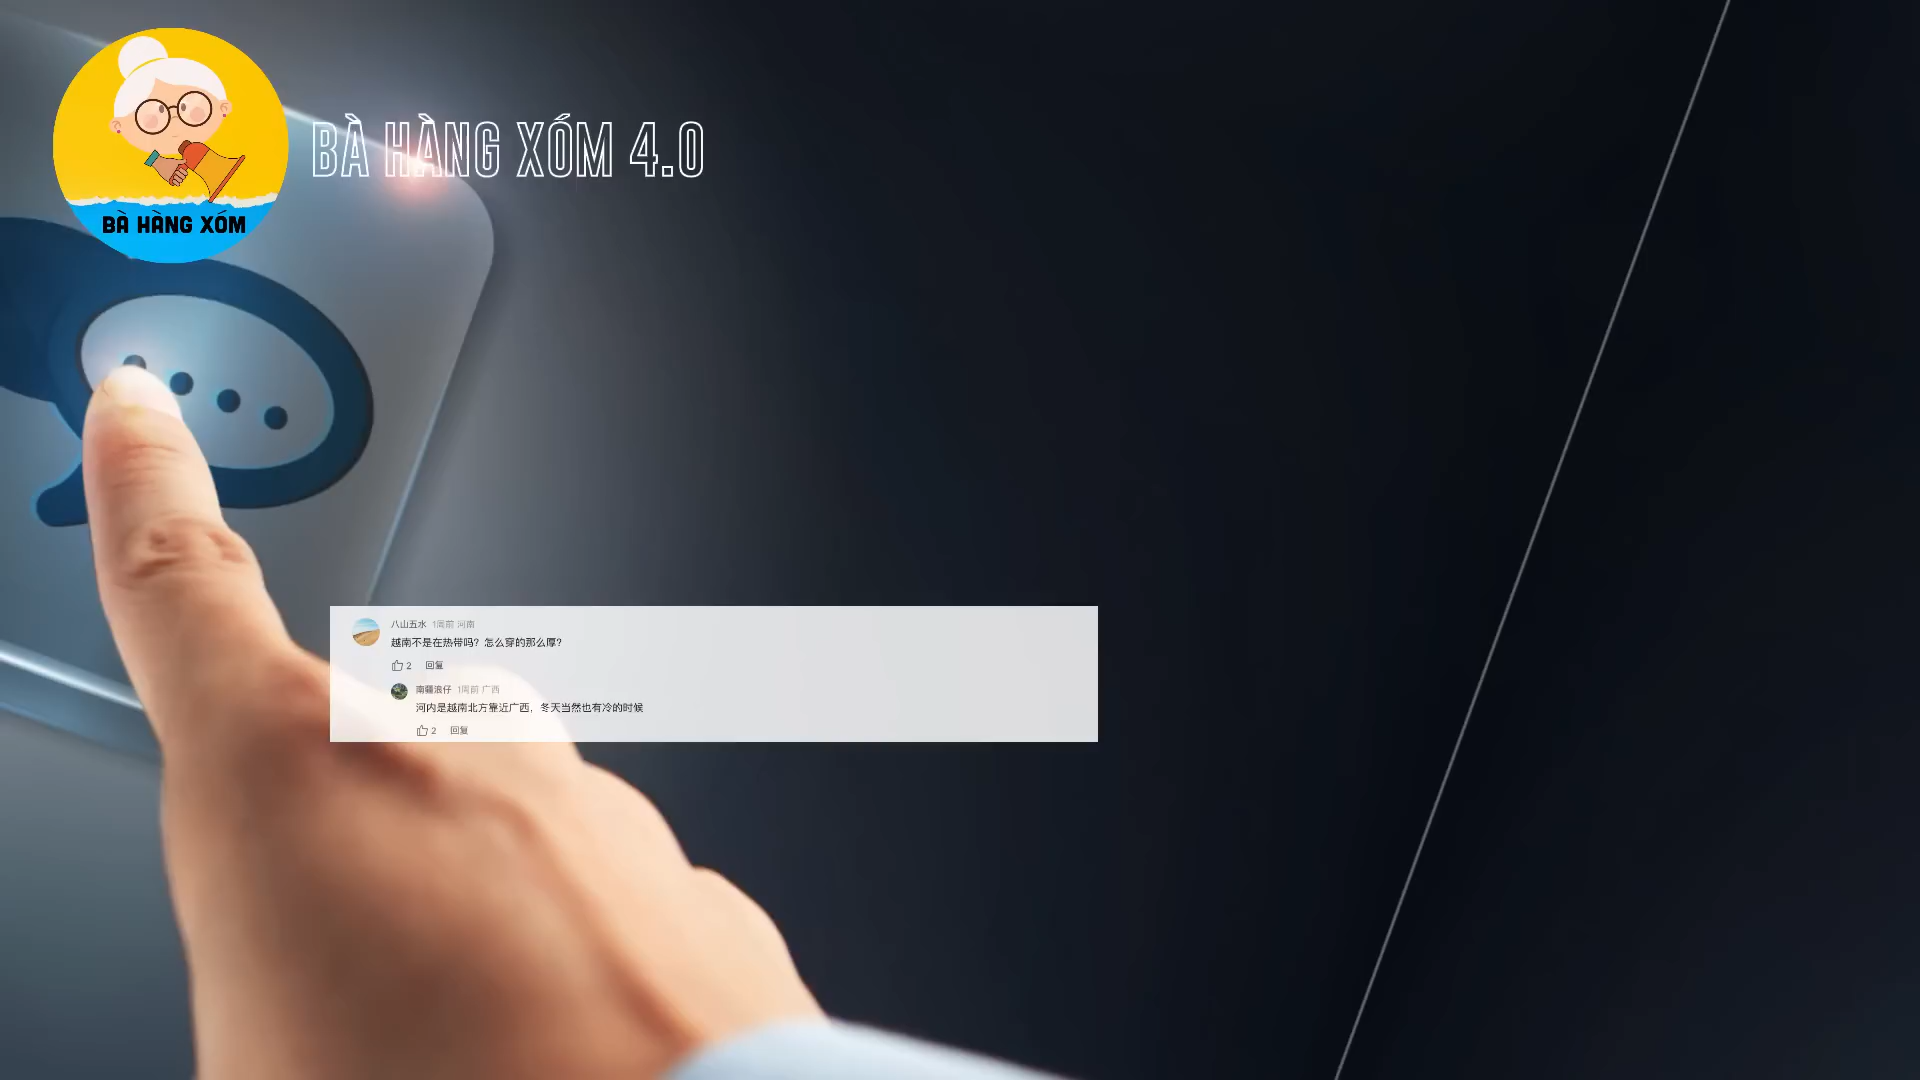 BÀ HÀNG XÓM 4.0
BÀ HÀNG XÓM
八山五水 1周前 河南
越南不是在热带吗？怎么穿的那么厚？
2 回复
南疆浪仔 1周前 广西
河内是越南北方靠近广西，冬天当然也有冷的时候
2 回复